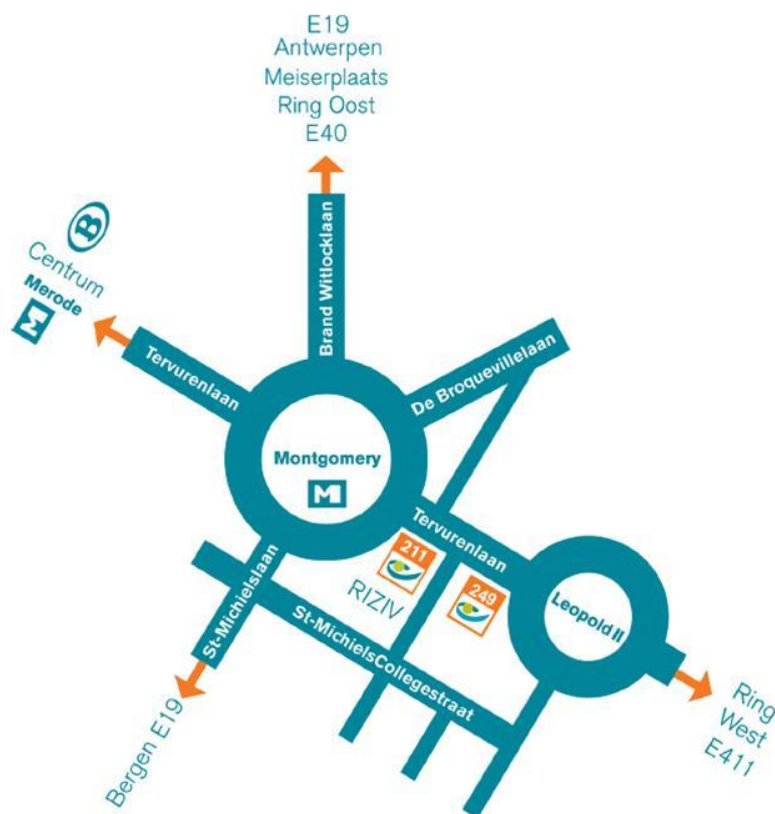 E19
Antwerpen
Meiserplaats
Ring Oost
E40
B
Centrum
Merode
M
Tervurenlaan
Brand Witlocklaan
De Broquevillelaan
Montgomery
M
Tervurenlaan
211
RIZIV
249
Leopold II
St-Michielslaan
St-MichielsCollegestraat
Bergen E19
Ring
West
E411